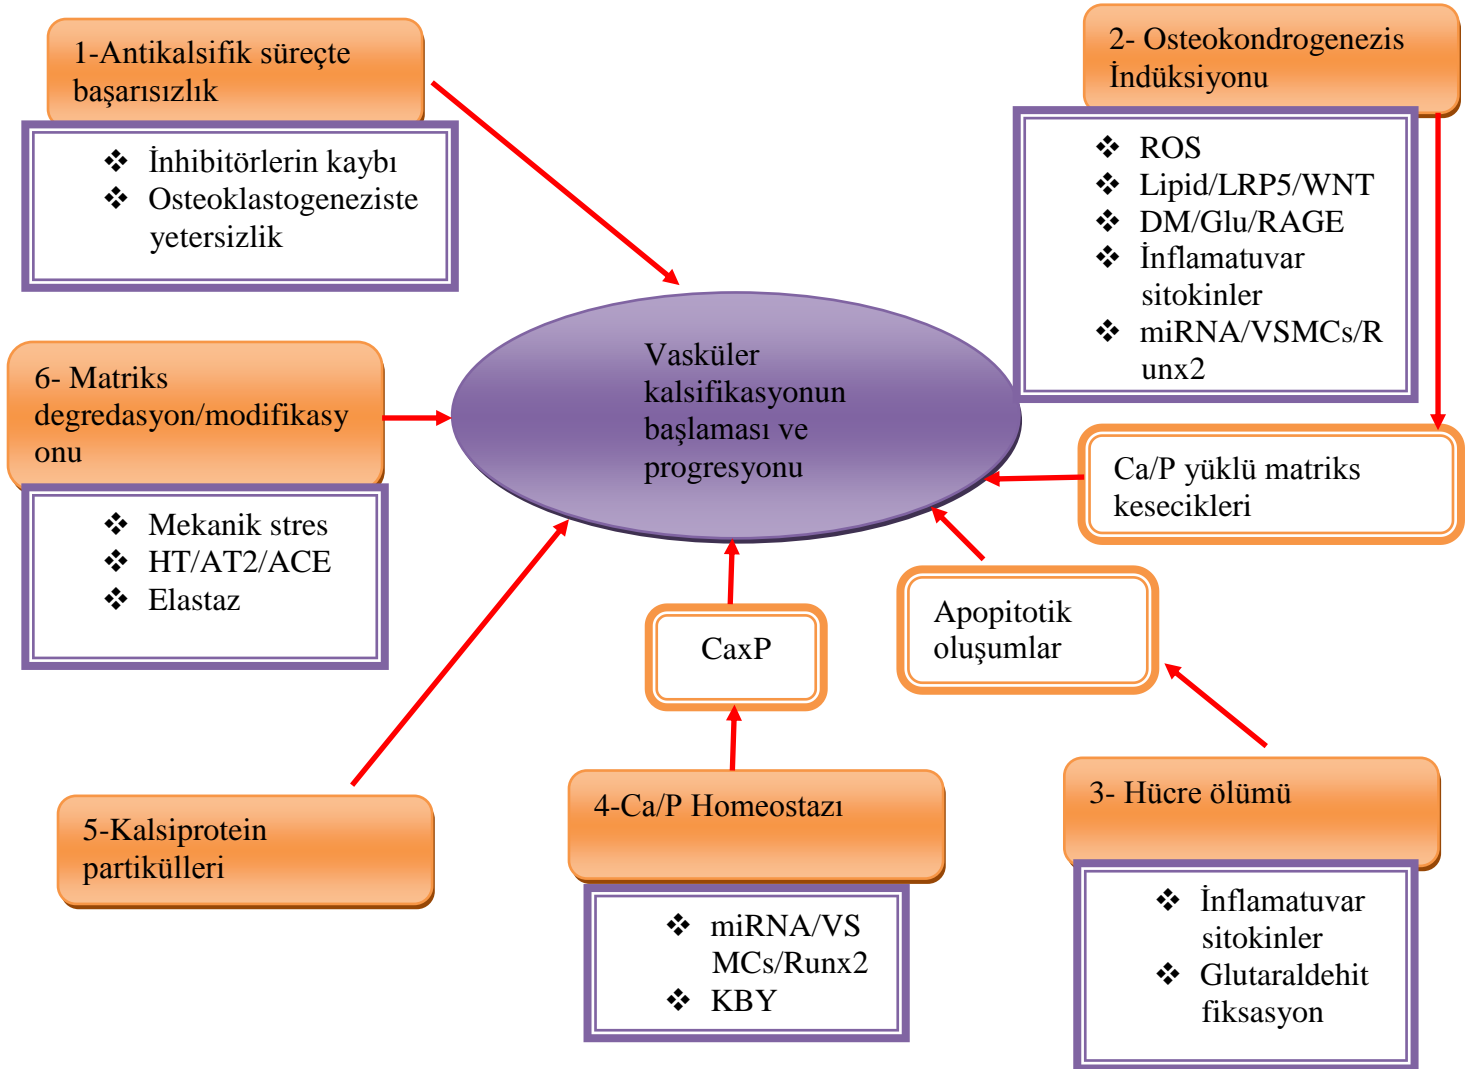 1-Antikalsifik süreçte
başarısızlık
❖ İnhibitörlerin kaybı
❖ Osteoklastogeneziste
yetersizlik
2- Osteokondrogenezis
İndüksiyonu
❖ ROS
❖ Lipid/LRP5/WNT
❖ DM/Glu/RAGE
❖ İnflamatuvar
sitokinler
❖ miRNA/VSMCs/R
unx2
6- Matriks
degredasyon/modifikasy
onu
❖ Mekanik stres
❖ HT/AT2/ACE
❖ Elastaz
Vasküler
kalsifikasyonun
başlaması ve
progresyonu
Ca/P yüklü matriks
kesecikleri
Apopitotik
oluşumlar
CaxP
5-Kalsiprotein
partikülleri
4-Ca/P Homeostazı
❖ miRNA/VS
MCs/Runx2
❖ KBY
3- Hücre ölümü
❖ İnflamatuvar
sitokinler
❖ Glutaraldehit
fiksasyon